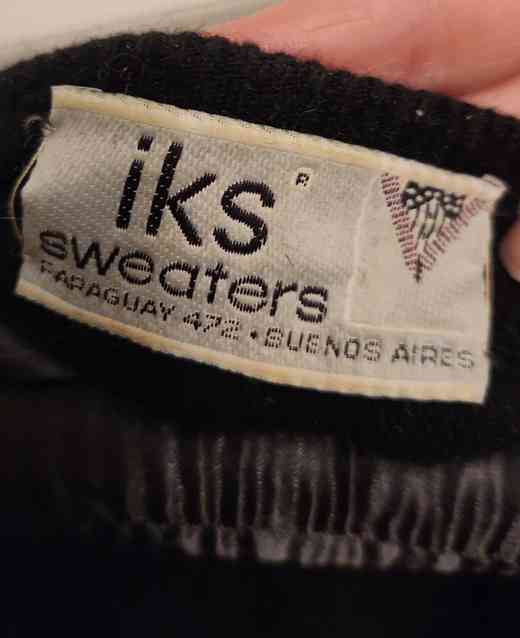 iks®
sweaters
PARAGUAY 472 • BUENOS AIRES